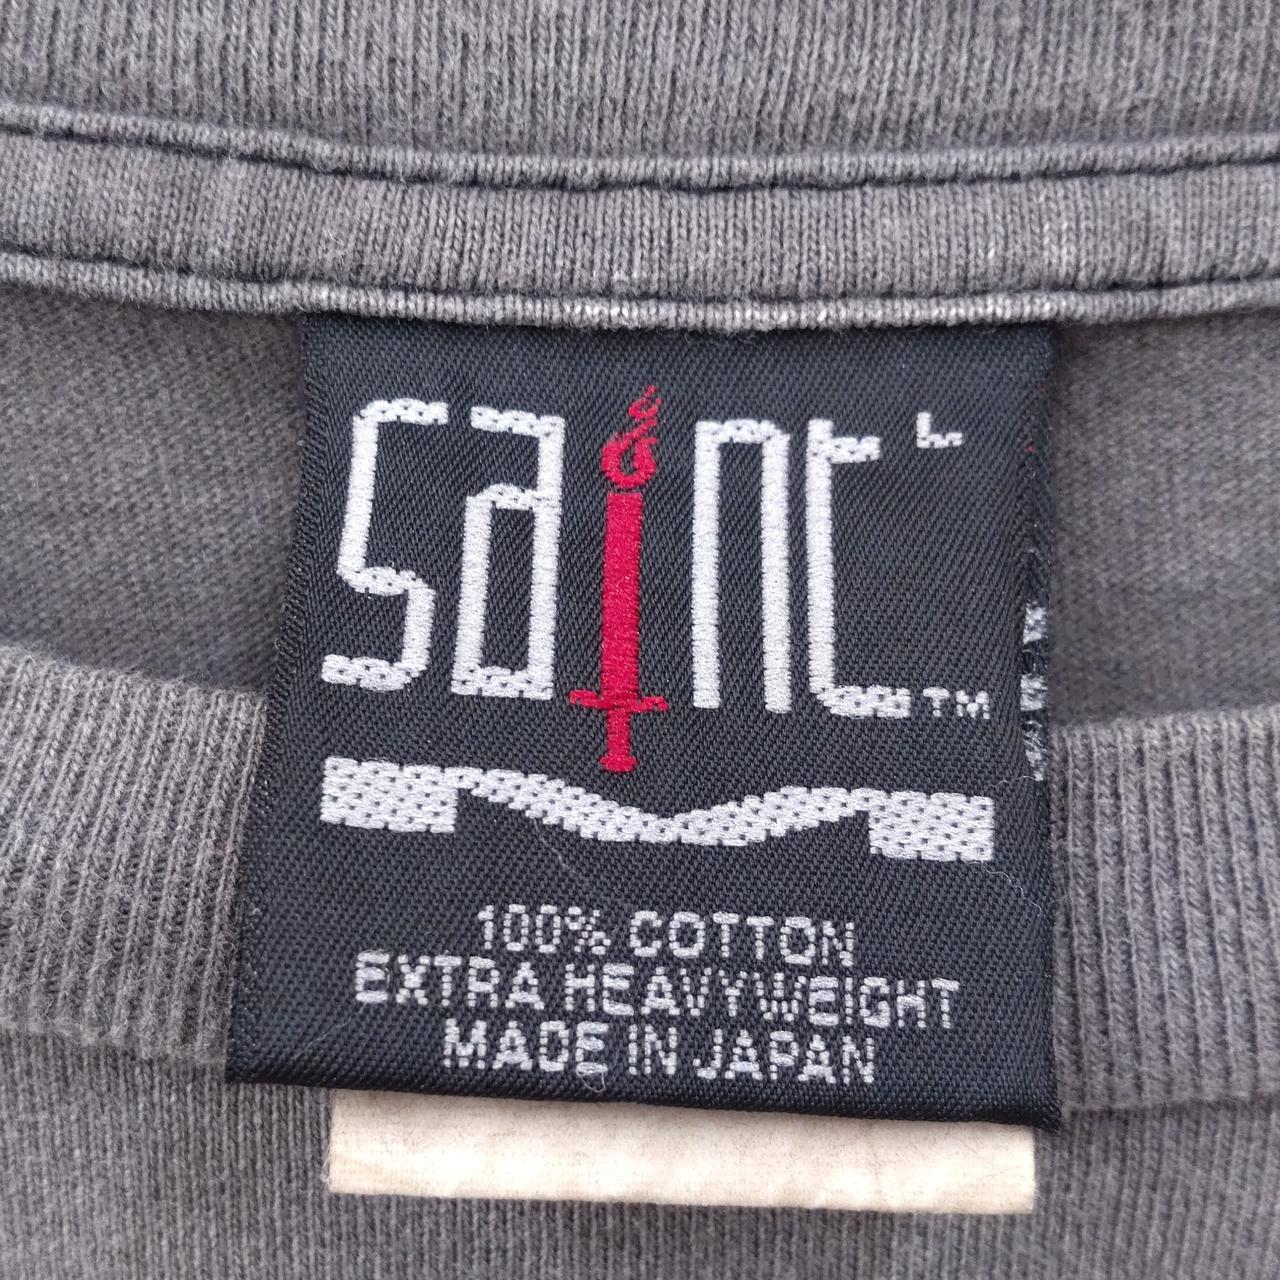 saint L
TM
100% COTTON
EXTRA HEAVYWEIGHT
MADE IN JAPAN